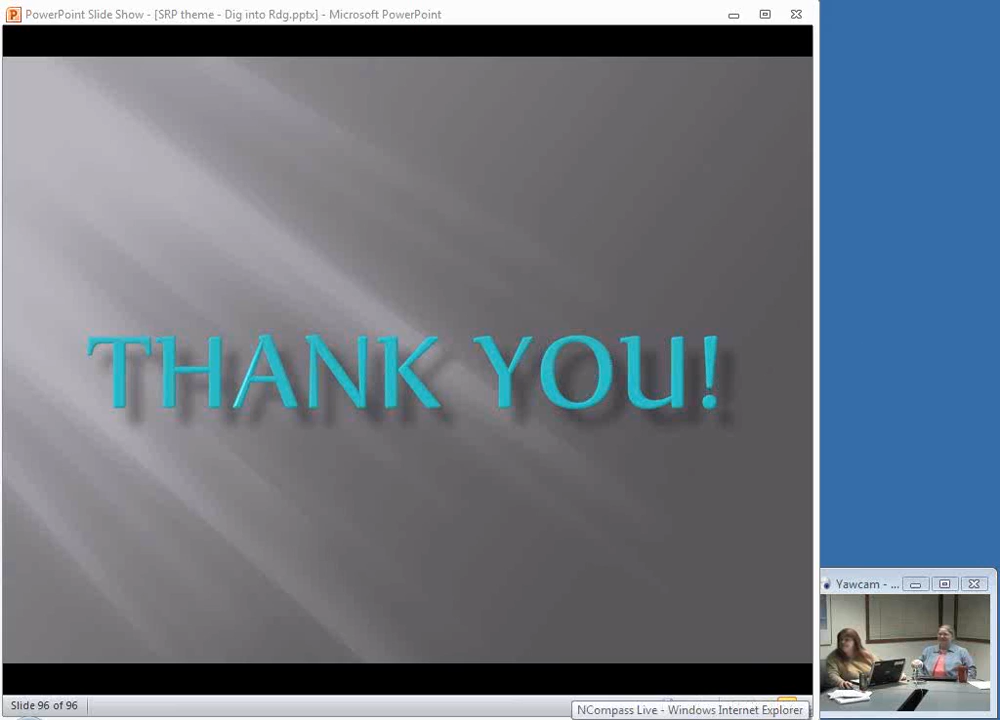 PowerPoint Slide Show - [SRP theme - Dig into Rdg.pptx] - Microsoft PowerPoint
THANK YOU!
Yawcam - ...
Slide 96 of 96
NCompass Live - Windows Internet Explorer